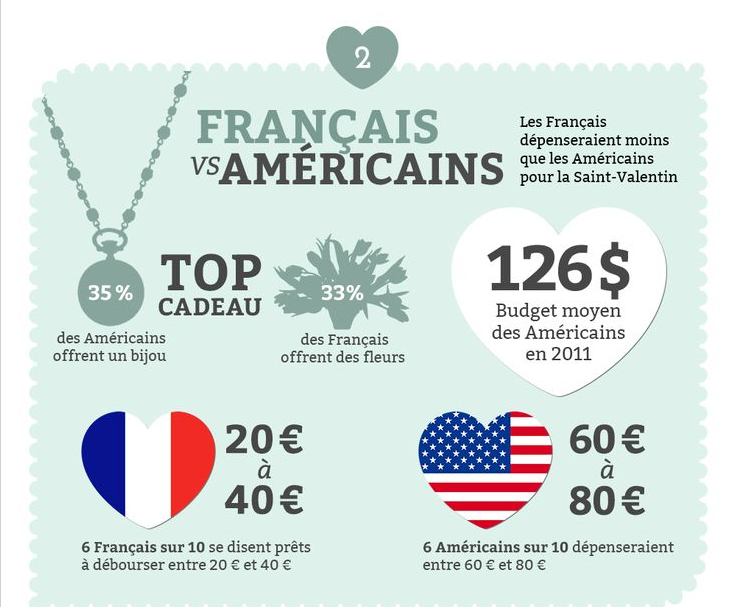 2
FRANÇAIS
VS AMÉRICAINS
Les Français
dépenseraient moins
que les Américains
pour la Saint-Valentin
35 %
TOP
CADEAU
33%
des Américains
offrent un bijou
des Français
offrent des fleurs
126 $
Budget moyen
des Américains
en 2011
20 €
à
40 €
60 €
à
80 €
6 Français sur 10 se disent prêts
à débourser entre 20 € et 40 €
6 Américains sur 10 dépenseraient
entre 60 € et 80 €